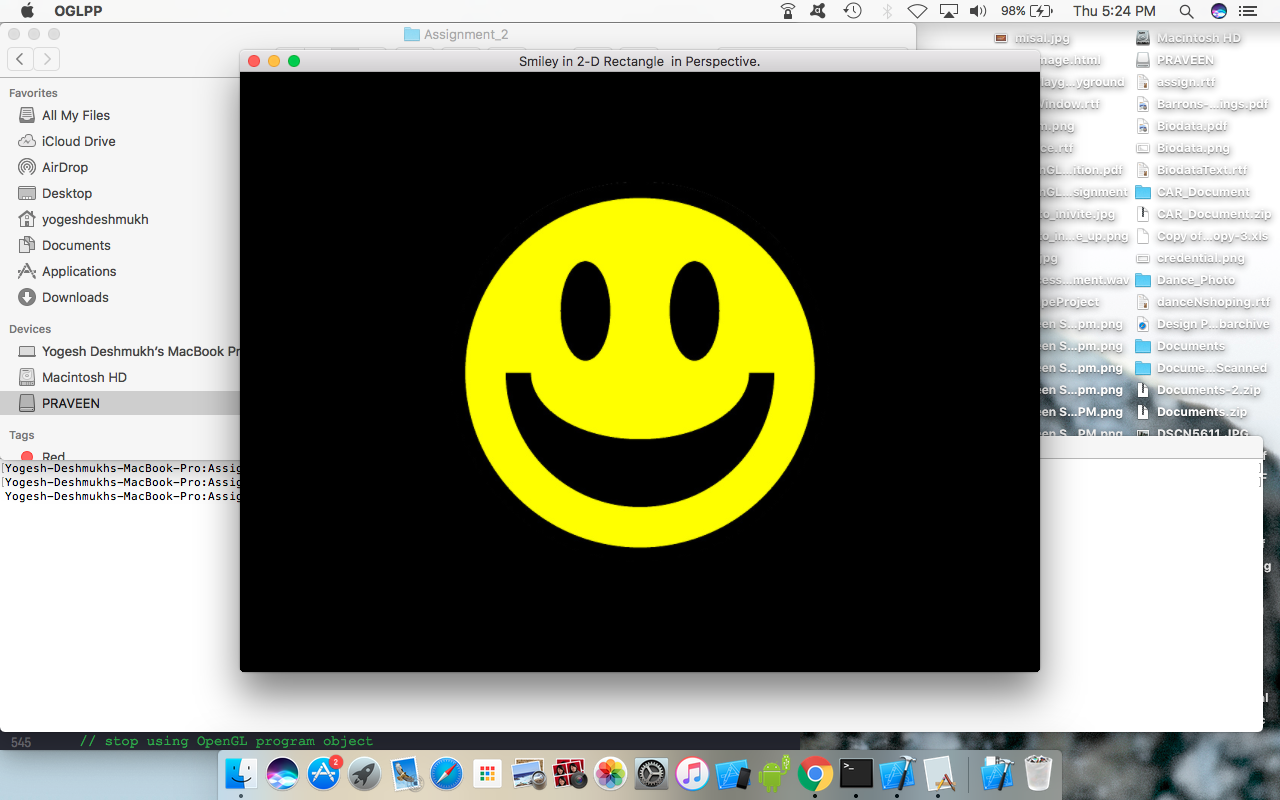 OGLPP
98%
Thu 5:24 PM
Assignment_2
Smiley in 2-D Rectangle  in Perspective.
Favorites
All My Files
iCloud Drive
AirDrop
Desktop
yogeshdeshmukh
Documents
Applications
Downloads
Devices
Yogesh Deshmukh's MacBook Pr
Macintosh HD
PRAVEEN
Tags
Red
[Yogesh-Deshmukhs-MacBook-Pro:Assig
[Yogesh-Deshmukhs-MacBook-Pro:Assig
Yogesh-Deshmukhs-MacBook-Pro:Assig
misal.jpg
Macintosh HD
mage.html
PRAVEEN
yground
assign.rtf
Window.rtf
Barrons-...ings.pdf
.png
Biodata.pdf
ce.rtf
Biodata.png
GL...ition.pdf
BiodataText.rtf
GL...signment
CAR_Document
to_inivite.jpg
CAR_Document.zip
to_in...e_up.png
Copy of...opy-3.xls
jpg
credential.png
ess...ment.wav
Dance_Photo
peProject
danceNshoping.rtf
en S...pm.png
Design P...barchive
en S...pm.png
Documents
en S...pm.png
Docume...Scanned
en S...pm.png
Documents-2.zip
en S...PM.png
Documents.zip
en S...PM.png
DSCN5611.JPG
545 // stop using OpenGL program object
2